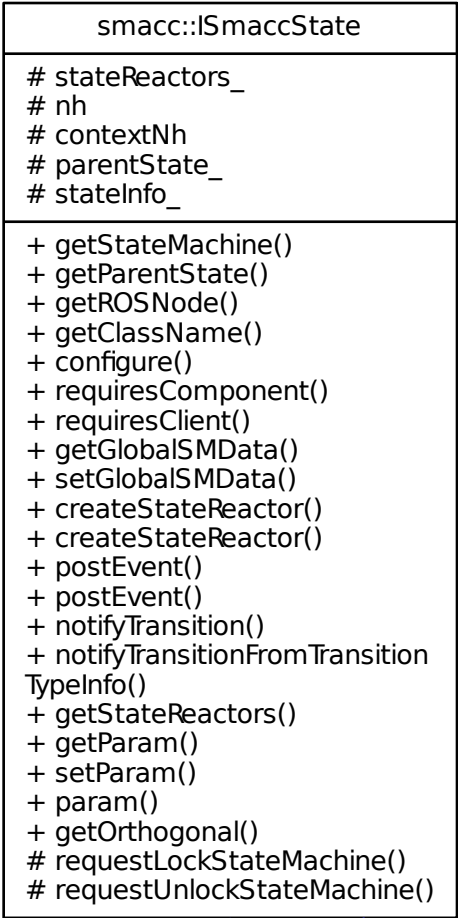 smacc::ISmaccState
# stateReactors_
# nh
# contextNh
# parentState_
# stateInfo_
+ getStateMachine()
+ getParentState()
+ getROSNode()
+ getClassName()
+ configure()
+ requiresComponent()
+ requiresClient()
+ getGlobalSMData()
+ setGlobalSMData()
+ createStateReactor()
+ createStateReactor()
+ postEvent()
+ postEvent()
+ notifyTransition()
+ notifyTransitionFromTransition
TypeInfo()
+ getStateReactors()
+ getParam()
+ setParam()
+ param()
+ getOrthogonal()
# requestLockStateMachine()
# requestUnlockStateMachine()